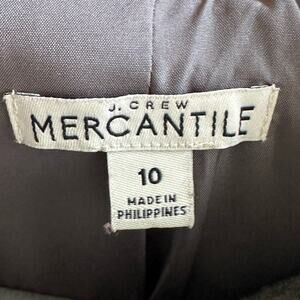 J. CREW
MERCANTILE
10
MADE IN
PHILIPPINES